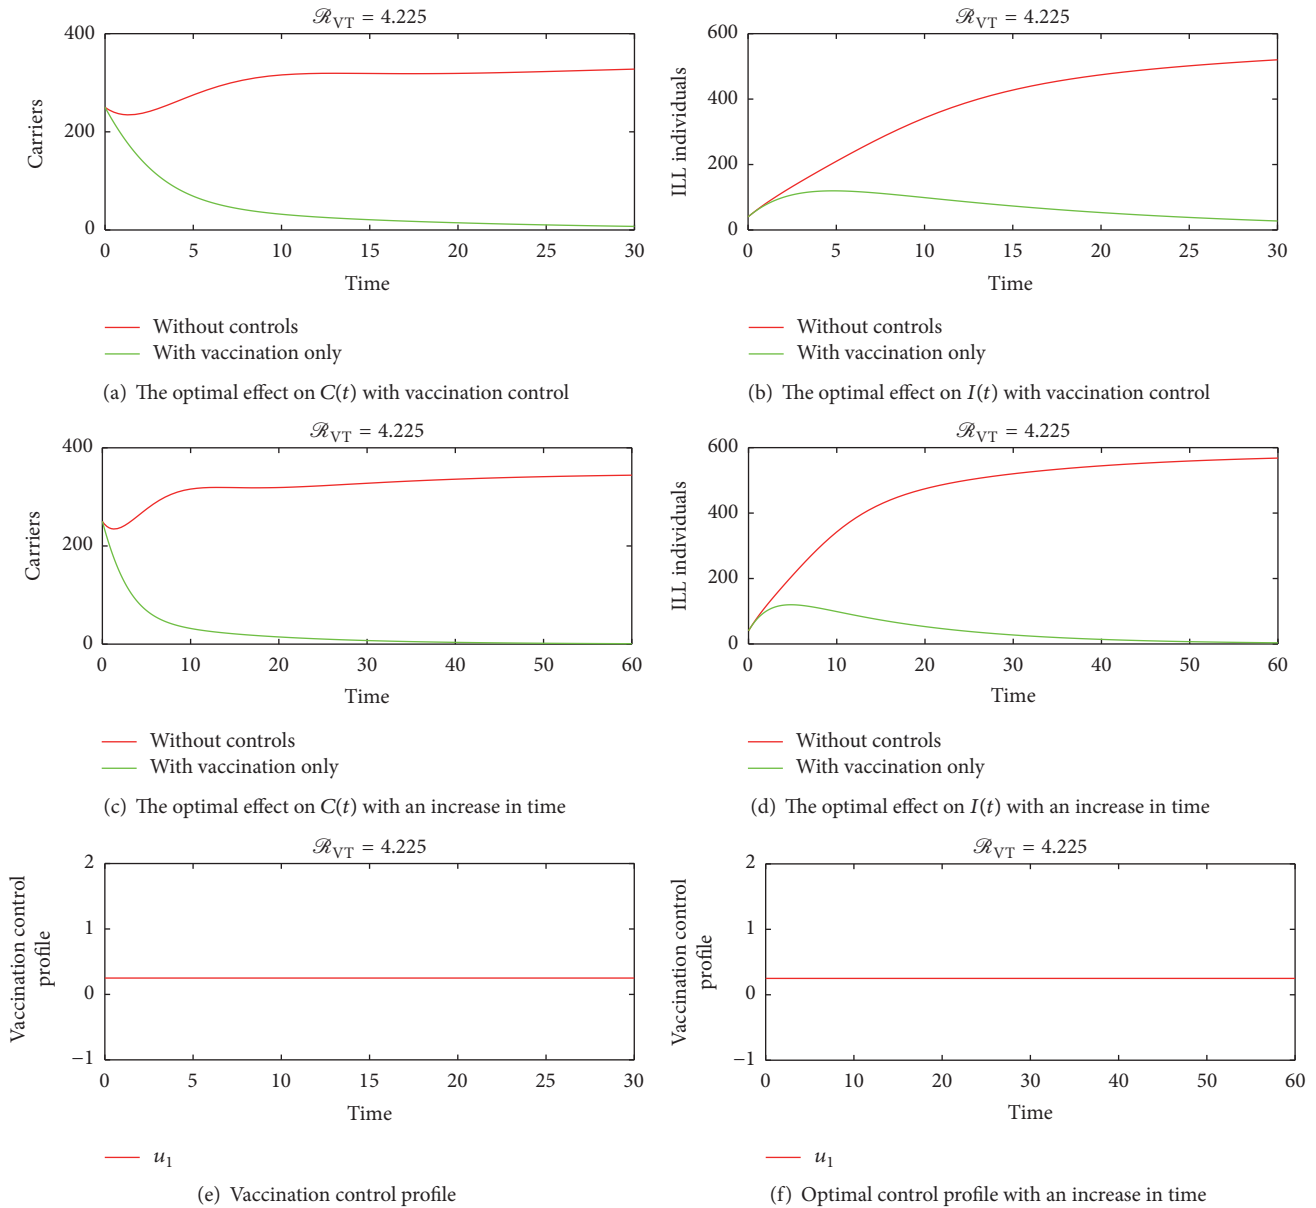 ℛVT = 4.225
400
200
0
Carriers
0 5 10 15 20 25 30
Time
Without controls
With vaccination only
(a) The optimal effect on C(t) with vaccination control
ℛVT = 4.225
600
400
200
0
ILL individuals
0 5 10 15 20 25 30
Time
Without controls
With vaccination only
(b) The optimal effect on I(t) with vaccination control
ℛVT = 4.225
400
200
0
Carriers
0 10 20 30 40 50 60
Time
Without controls
With vaccination only
(c) The optimal effect on C(t) with an increase in time
ℛVT = 4.225
600
400
200
0
ILL individuals
0 10 20 30 40 50 60
Time
Without controls
With vaccination only
(d) The optimal effect on I(t) with an increase in time
ℛVT = 4.225
2
1
0
−1
Vaccination control
profile
0 5 10 15 20 25 30
Time
u1
(e) Vaccination control profile
ℛVT = 4.225
2
1
0
−1
Vaccination control
profile
0 10 20 30 40 50 60
Time
u1
(f) Optimal control profile with an increase in time